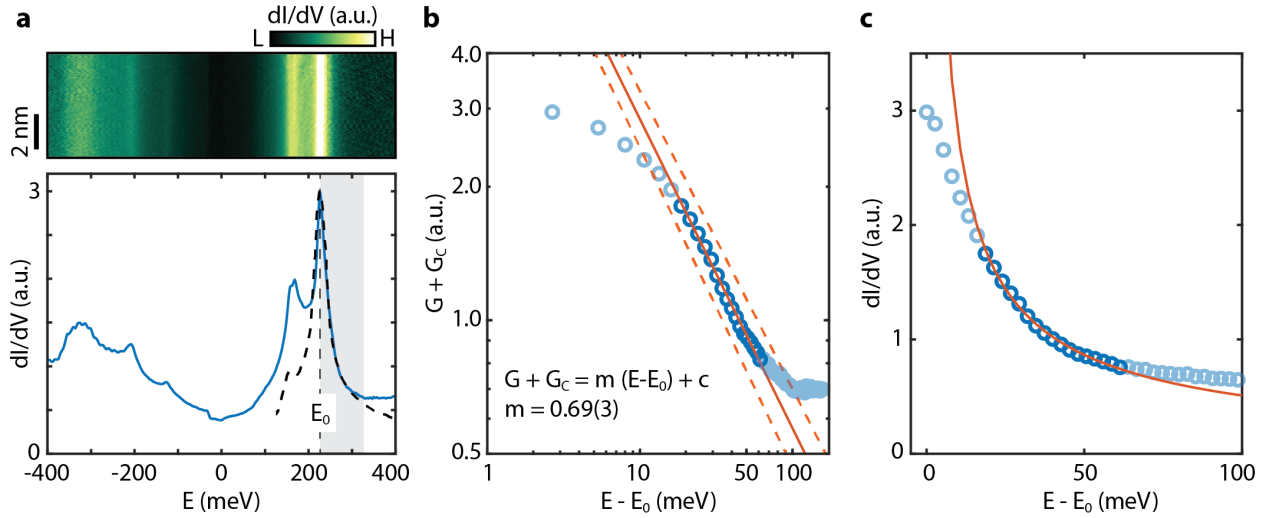 a
dI/dV (a.u.)
L H
2 nm
dI/dV (a.u.)
3
2
1
0
E₀
-400 -200 0 200 400
E (meV)
b
G + G_C (a.u.)
4.0
3.0
2.0
1.0
0.5
G + G_C = m (E-E₀) + c
m = 0.69(3)
1 10 50 100
E - E₀ (meV)
c
dI/dV (a.u.)
3
2
1
0
0 50 100
E - E₀ (meV)